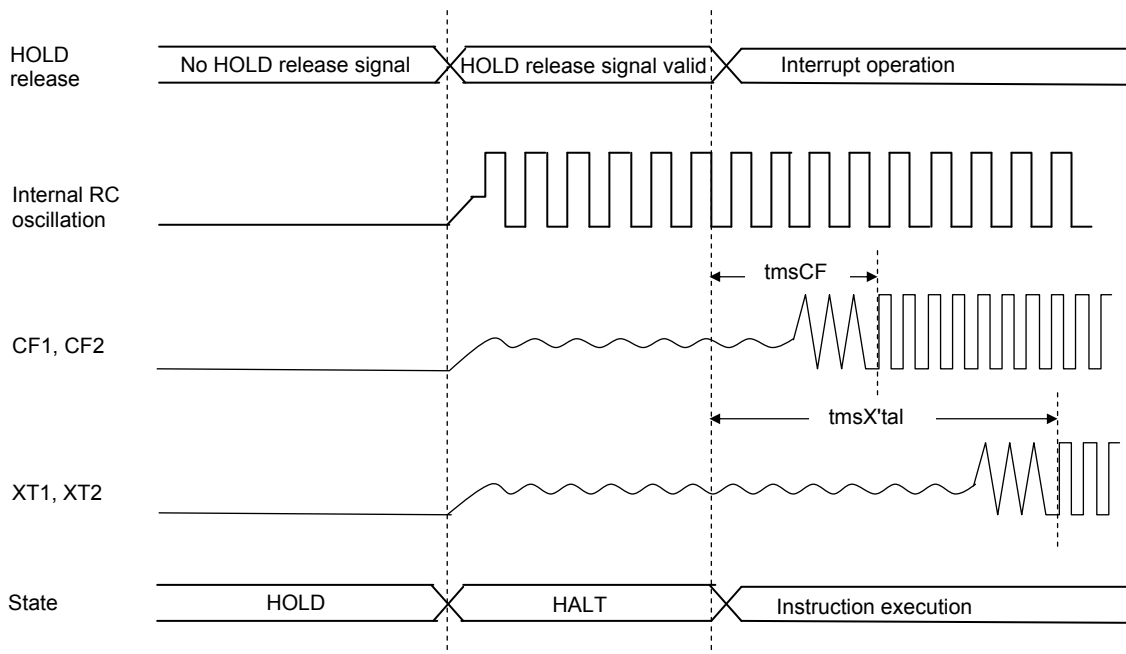 HOLD
release
No HOLD release signal
HOLD release signal valid
Interrupt operation
Internal RC
oscillation
tmsCF
CF1, CF2
tmsX'tal
XT1, XT2
State
HOLD
HALT
Instruction execution